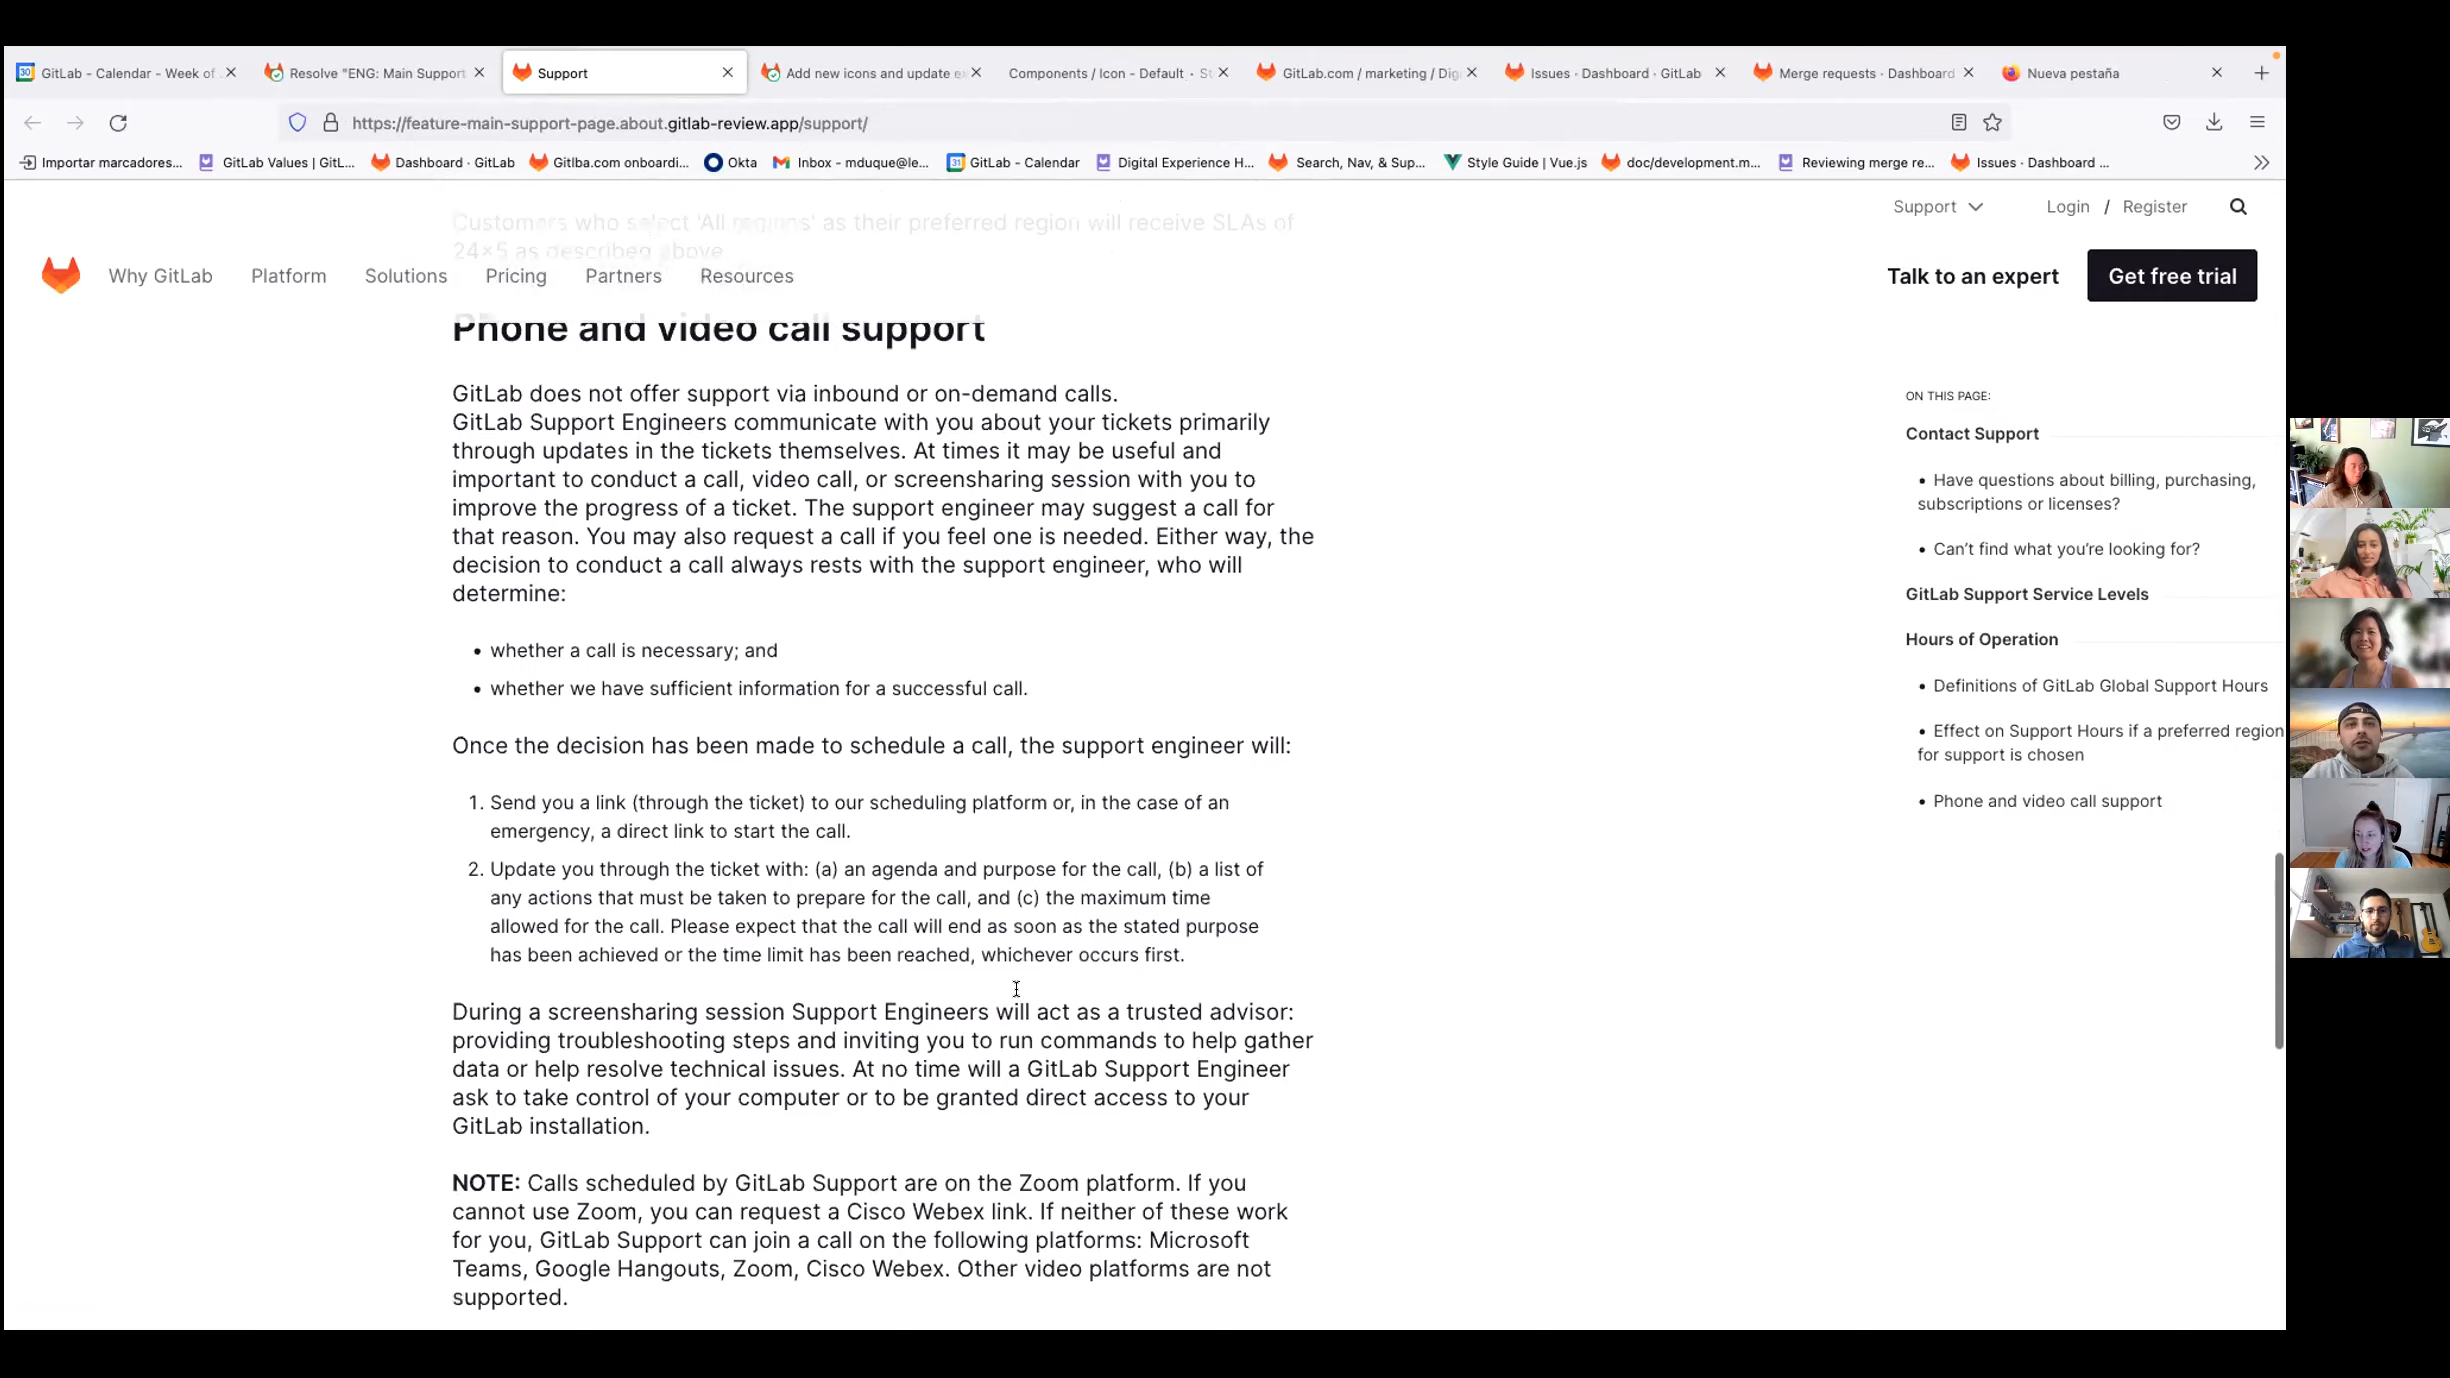 GitLab - Calendar - Week of
Resolve "ENG: Main Support
Support
Add new icons and update e
Components / Icon - Default · St
GitLab.com / marketing / Dig
Issues · Dashboard · GitLab
Merge requests · Dashboard
Nueva pestaña
https://feature-main-support-page.about.gitlab-review.app/support/
Importar marcadores...
GitLab Values | GitL...
Dashboard · GitLab
Gitlba.com onboardi...
Okta
Inbox - mduque@le...
GitLab - Calendar
Digital Experience H...
Search, Nav, & Sup...
Style Guide | Vue.js
doc/development.m...
Reviewing merge re...
Issues · Dashboard ...
Support
Login / Register
Customers who select 'All regions' as their preferred region will receive SLAs of
24×5 as described above
Why GitLab
Platform
Solutions
Pricing
Partners
Resources
Talk to an expert
Get free trial
Phone and video call support
GitLab does not offer support via inbound or on-demand calls.
GitLab Support Engineers communicate with you about your tickets primarily
through updates in the tickets themselves. At times it may be useful and
important to conduct a call, video call, or screensharing session with you to
improve the progress of a ticket. The support engineer may suggest a call for
that reason. You may also request a call if you feel one is needed. Either way, the
decision to conduct a call always rests with the support engineer, who will
determine:
• whether a call is necessary; and
• whether we have sufficient information for a successful call.
Once the decision has been made to schedule a call, the support engineer will:
1. Send you a link (through the ticket) to our scheduling platform or, in the case of an
emergency, a direct link to start the call.
2. Update you through the ticket with: (a) an agenda and purpose for the call, (b) a list of
any actions that must be taken to prepare for the call, and (c) the maximum time
allowed for the call. Please expect that the call will end as soon as the stated purpose
has been achieved or the time limit has been reached, whichever occurs first.
During a screensharing session Support Engineers will act as a trusted advisor:
providing troubleshooting steps and inviting you to run commands to help gather
data or help resolve technical issues. At no time will a GitLab Support Engineer
ask to take control of your computer or to be granted direct access to your
GitLab installation.
NOTE: Calls scheduled by GitLab Support are on the Zoom platform. If you
cannot use Zoom, you can request a Cisco Webex link. If neither of these work
for you, GitLab Support can join a call on the following platforms: Microsoft
Teams, Google Hangouts, Zoom, Cisco Webex. Other video platforms are not
supported.
ON THIS PAGE:
Contact Support
• Have questions about billing, purchasing,
subscriptions or licenses?
• Can't find what you're looking for?
GitLab Support Service Levels
Hours of Operation
• Definitions of GitLab Global Support Hours
• Effect on Support Hours if a preferred region
for support is chosen
• Phone and video call support